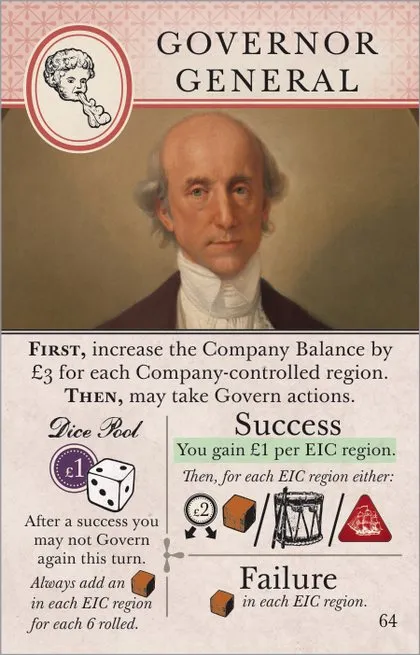 GOVERNOR
GENERAL
FIRST, increase the Company Balance by
£3 for each Company-controlled region.
THEN, may take Govern actions.
Dice Pool
£1
After a success you
may not Govern
again this turn.
Always add an
in each EIC region
for each 6 rolled.
Success
You gain £1 per EIC region.
Then, for each EIC region either:
£2 / /
Failure
in each EIC region.
64